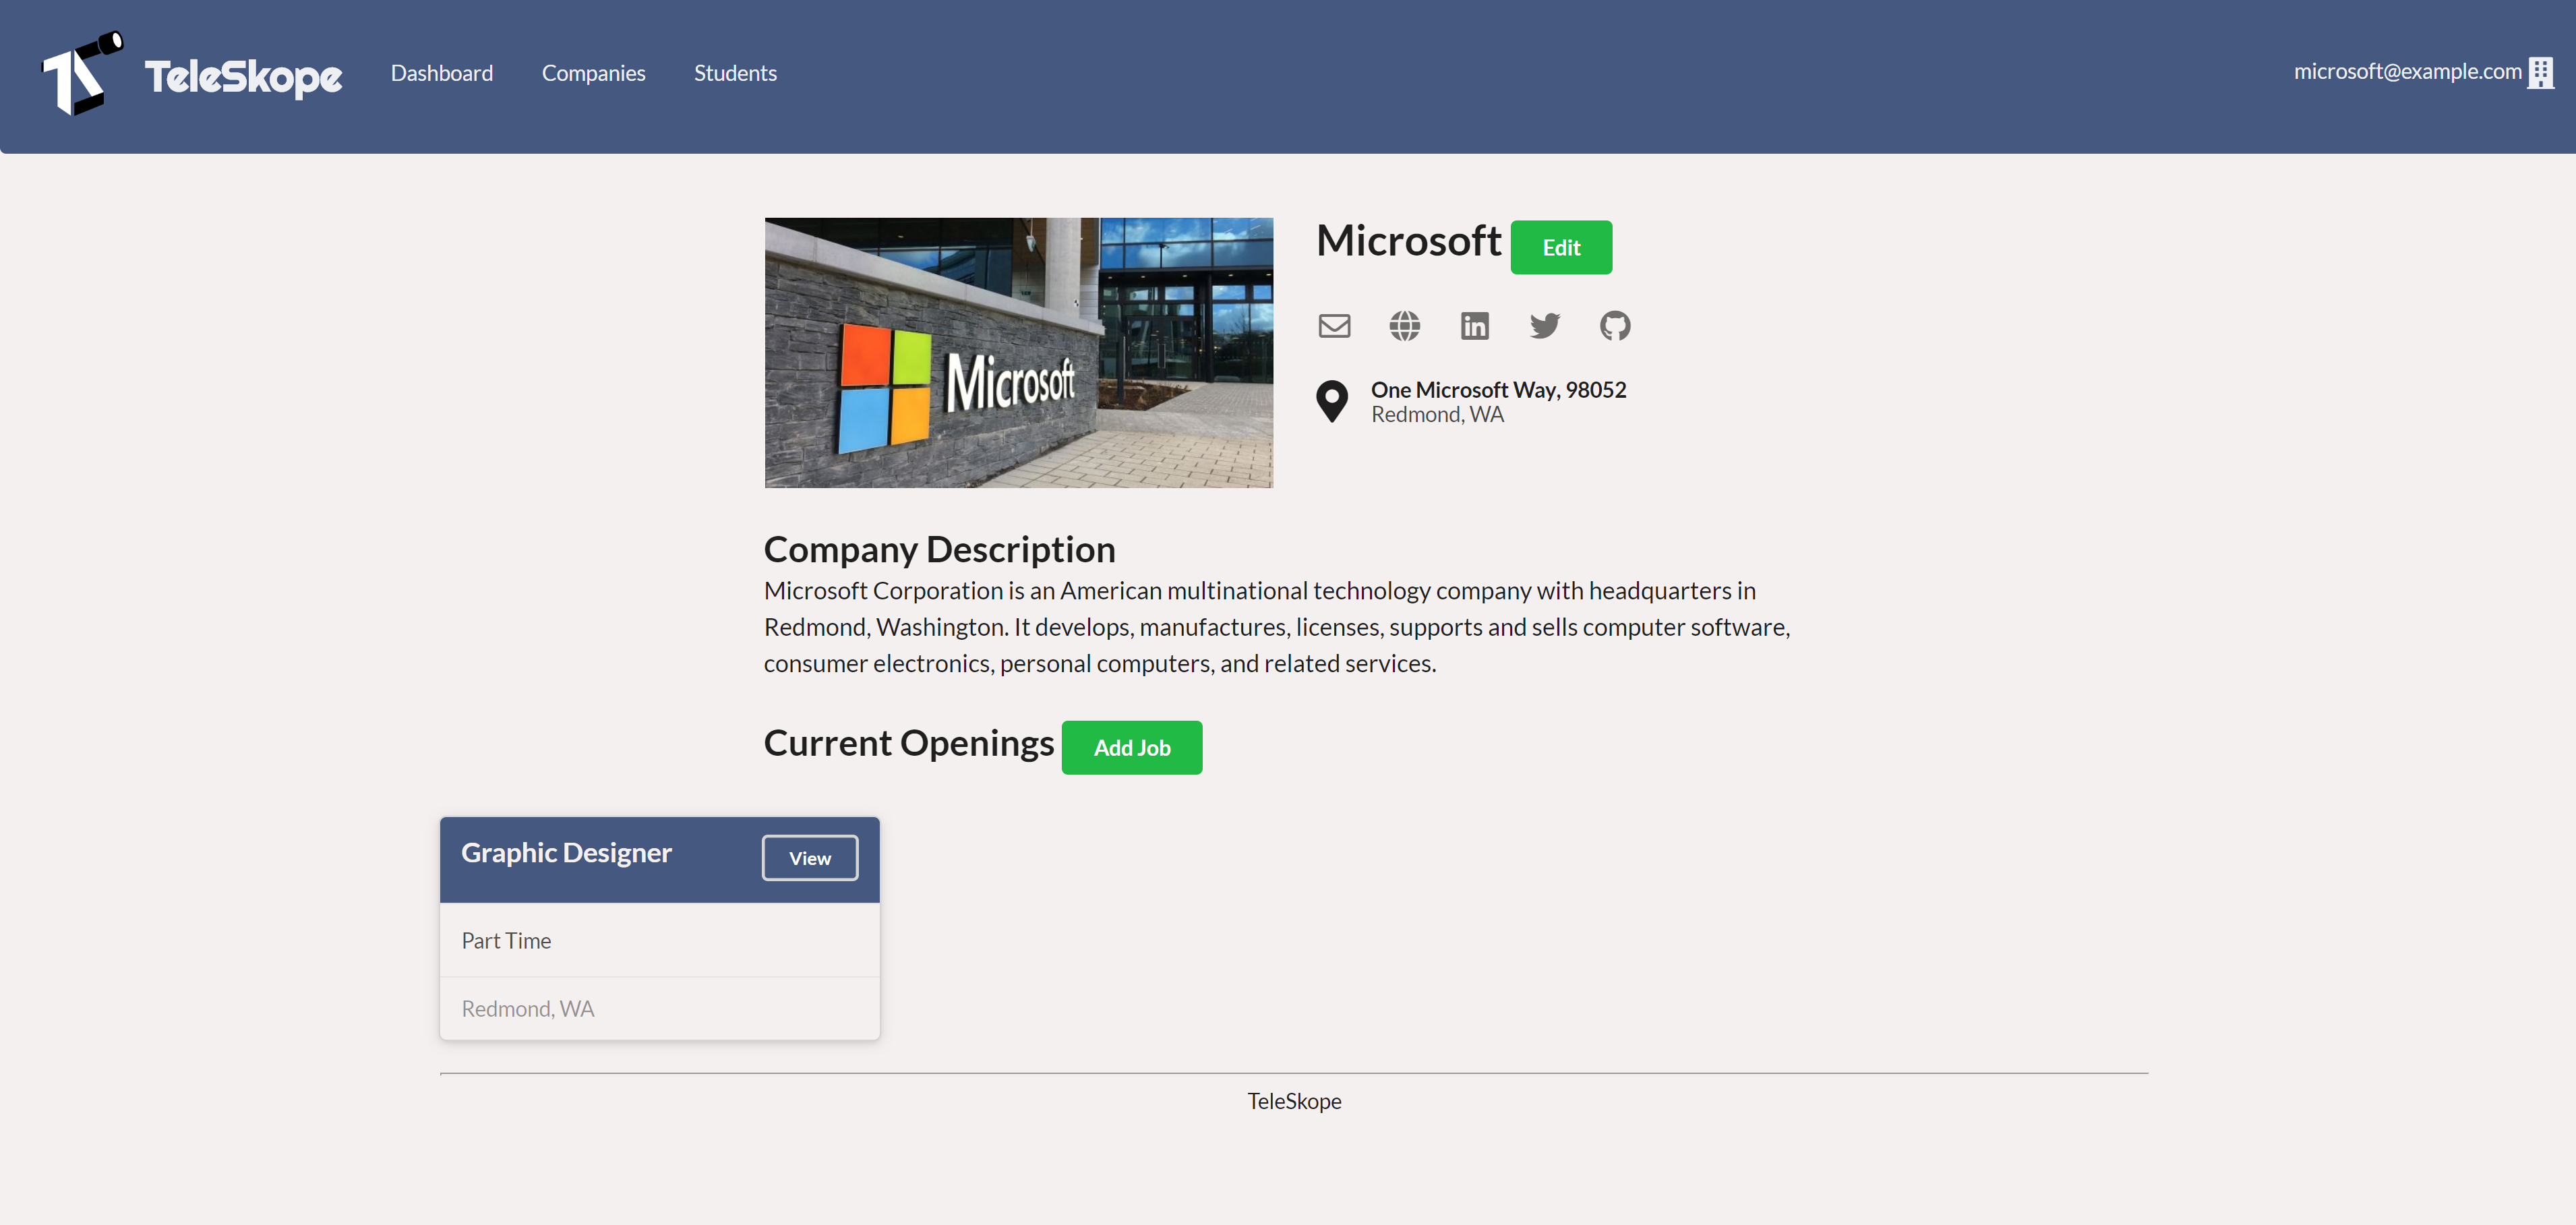 TeleSkope
Dashboard
Companies
Students
microsoft@example.com
Microsoft
Microsoft
Edit
One Microsoft Way, 98052
Redmond, WA
Company Description
Microsoft Corporation is an American multinational technology company with headquarters in
Redmond, Washington. It develops, manufactures, licenses, supports and sells computer software,
consumer electronics, personal computers, and related services.
Current Openings
Add Job
Graphic Designer
View
Part Time
Redmond, WA
TeleSkope